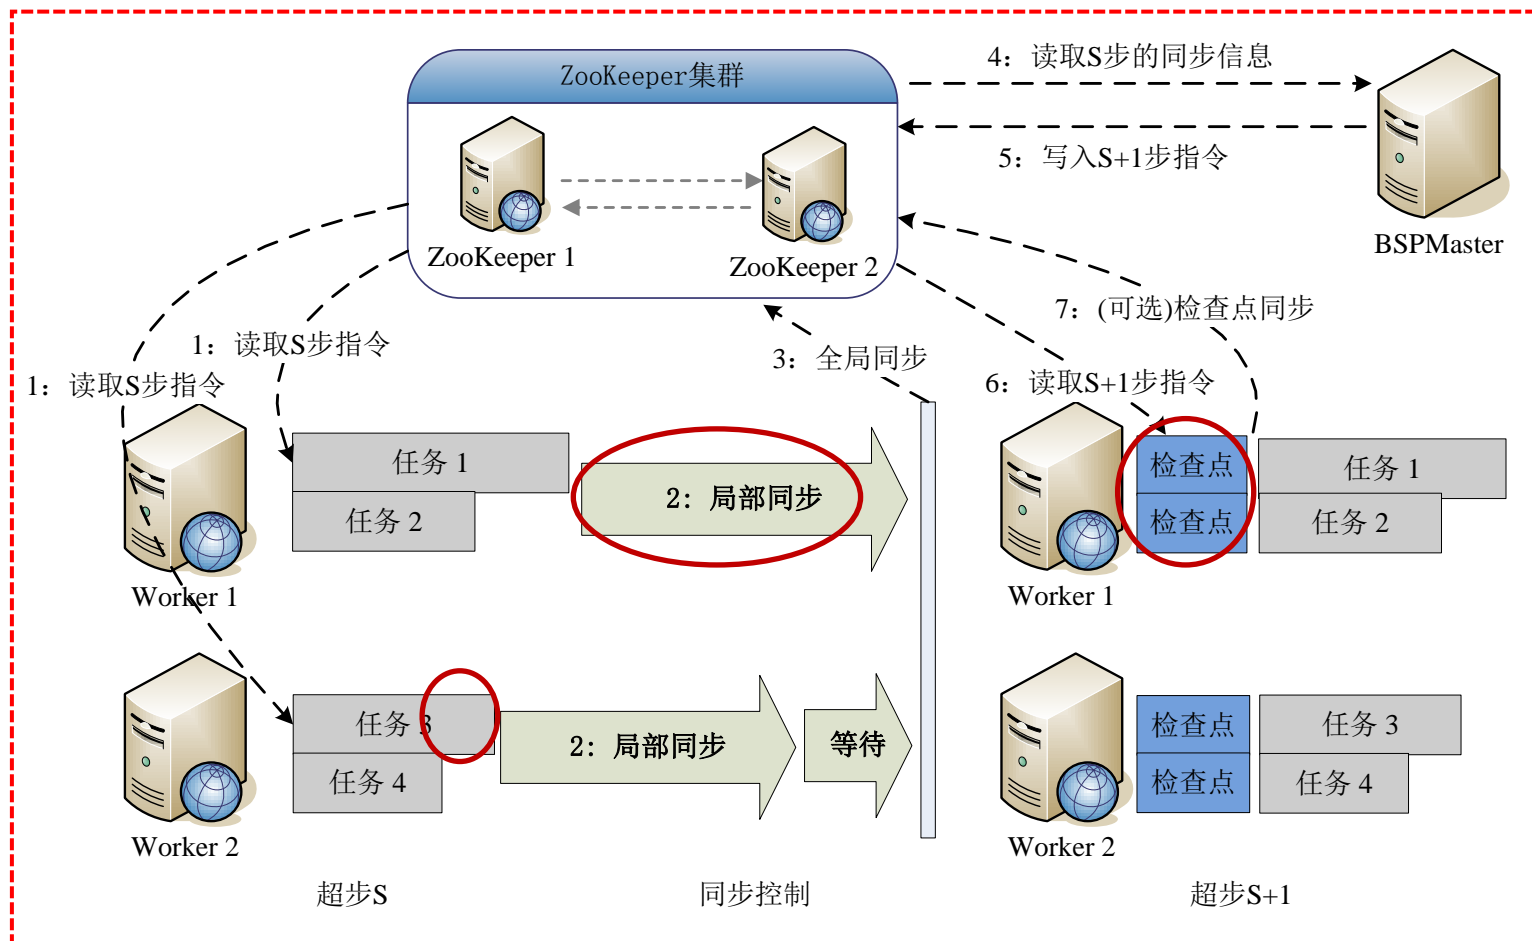 ZooKeeper集群
4：读取S步的同步信息
5：写入S+1步指令
ZooKeeper 1
ZooKeeper 2
BSPMaster
7：(可选)检查点同步
1：读取S步指令
3：全局同步
1：读取S步指令
6：读取S+1步指令
任务 1
任务 2
2：局部同步
检查点
任务 1
检查点
任务 2
Worker 1
Worker 1
任务 3
任务 4
2：局部同步
等待
检查点
任务 3
检查点
任务 4
Worker 2
Worker 2
超步S
同步控制
超步S+1